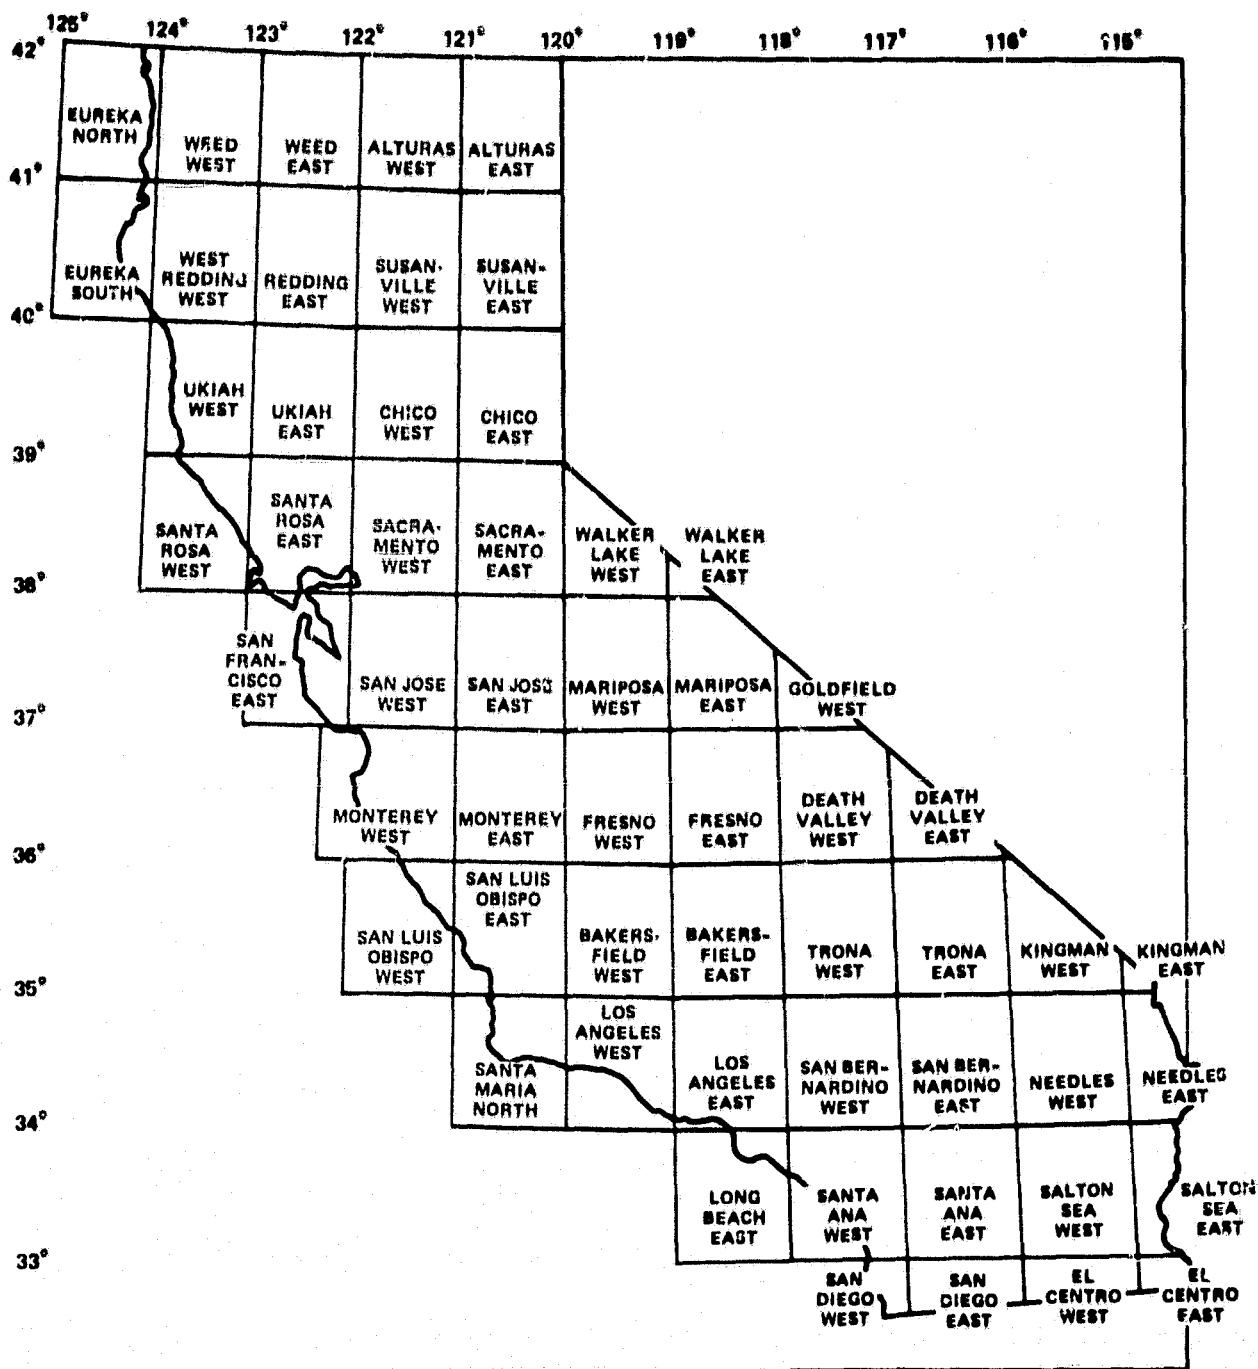 125° 124° 123° 122° 121° 120° 119° 118° 117° 116° 115°
42°
EUREKA
NORTH
WEED
WEST
WEED
EAST
ALTURAS
WEST
ALTURAS
EAST
41°
EUREKA
SOUTH
WEST
REDDING
WEST
REDDING
EAST
SUSAN-
VILLE
WEST
SUSAN-
VILLE
EAST
40°
UKIAH
WEST
UKIAH
EAST
CHICO
WEST
CHICO
EAST
39°
SANTA
ROSA
WEST
SANTA
ROSA
EAST
SACRA-
MENTO
WEST
SACRA-
MENTO
EAST
WALKER
LAKE
WEST
WALKER
LAKE
EAST
38°
SAN
FRAN-
CISCO
EAST
SAN JOSE
WEST
SAN JOSE
EAST
MARIPOSA
WEST
MARIPOSA
EAST
GOLDFIELD
WEST
37°
MONTEREY
WEST
MONTEREY
EAST
FRESNO
WEST
FRESNO
EAST
DEATH
VALLEY
WEST
DEATH
VALLEY
EAST
36°
SAN LUIS
OBISPO
WEST
SAN LUIS
OBISPO
EAST
BAKERS-
FIELD
WEST
BAKERS-
FIELD
EAST
TRONA
WEST
TRONA
EAST
KINGMAN
WEST
KINGMAN
EAST
35°
SANTA
MARIA
NORTH
LOS
ANGELES
WEST
LOS
ANGELES
EAST
SAN BER-
NARDINO
WEST
SAN BER-
NARDINO
EAST
NEEDLES
WEST
NEEDLES
EAST
34°
LONG
BEACH
EAST
SANTA
ANA
WEST
SANTA
ANA
EAST
SALTON
SEA
WEST
SALTON
SEA
EAST
33°
SAN
DIEGO
WEST
SAN
DIEGO
EAST
EL
CENTRO
WEST
EL
CENTRO
EAST